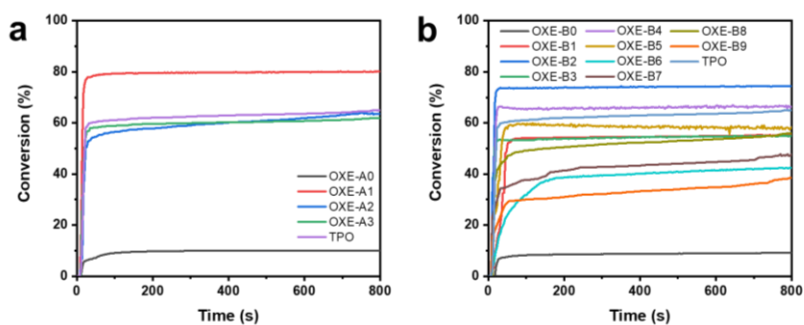 a
100
80
60
40
20
0
Conversion (%)
OXE-A0
OXE-A1
OXE-A2
OXE-A3
TPO
0 200 400 600 800
Time (s)
b
100
80
60
40
20
0
Conversion (%)
OXE-B0 OXE-B4 OXE-B8
OXE-B1 OXE-B5 OXE-B9
OXE-B2 OXE-B6 TPO
OXE-B3 OXE-B7
0 200 400 600 800
Time (s)